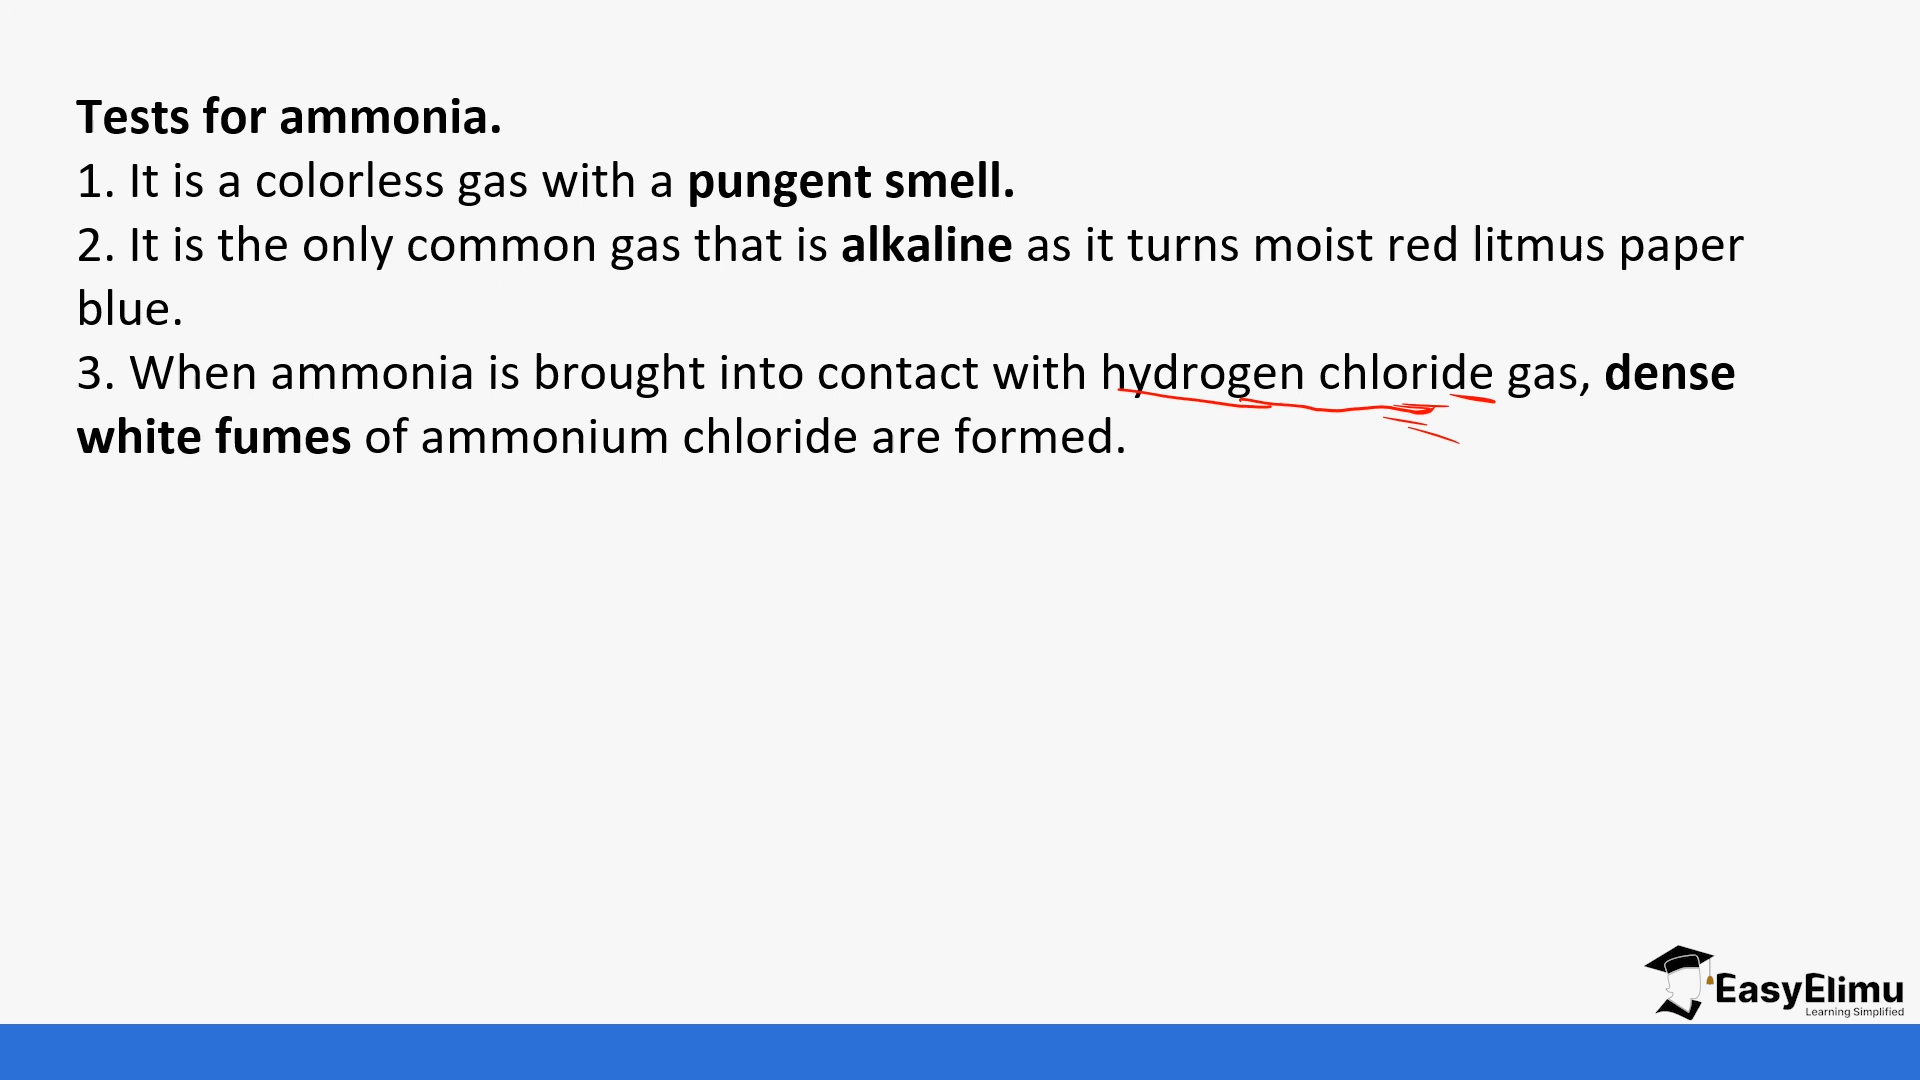 Tests for ammonia.
1. It is a colorless gas with a pungent smell.
2. It is the only common gas that is alkaline as it turns moist red litmus paper
blue.
3. When ammonia is brought into contact with hydrogen chloride gas, dense
white fumes of ammonium chloride are formed.
EasyElimu
Learning Simplified